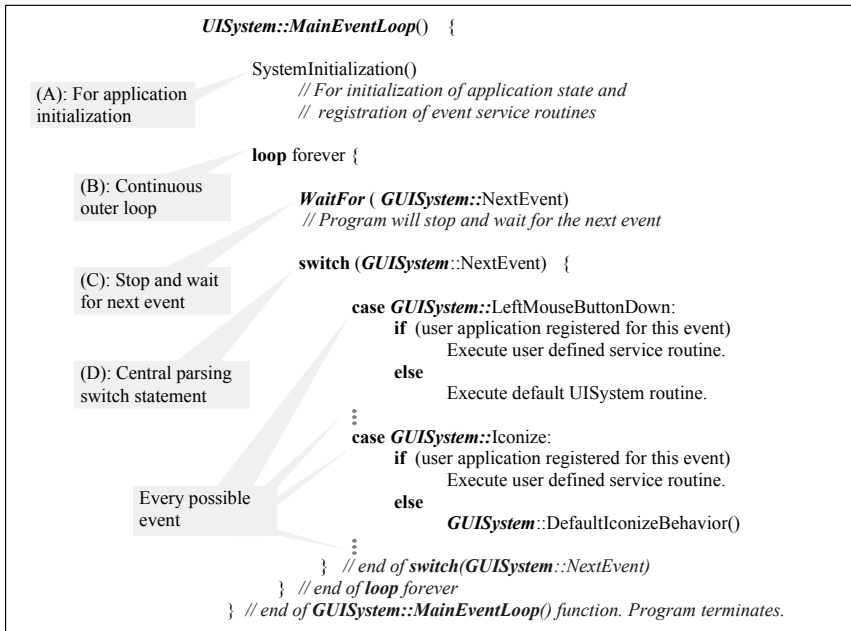 UISystem::MainEventLoop() {
SystemInitialization()
// For initialization of application state and
// registration of event service routines
(A): For application
initialization
loop forever {
(B): Continuous
outer loop
WaitFor ( GUISystem::NextEvent)
// Program will stop and wait for the next event
switch (GUISystem::NextEvent) {
(C): Stop and wait
for next event
case GUISystem::LeftMouseButtonDown:
if (user application registered for this event)
Execute user defined service routine.
else
Execute default UISystem routine.
(D): Central parsing
switch statement
case GUISystem::Iconize:
if (user application registered for this event)
Execute user defined service routine.
else
GUISystem::DefaultIconizeBehavior()
Every possible
event
} // end of switch(GUISystem::NextEvent)
} // end of loop forever
} // end of GUISystem::MainEventLoop() function. Program terminates.